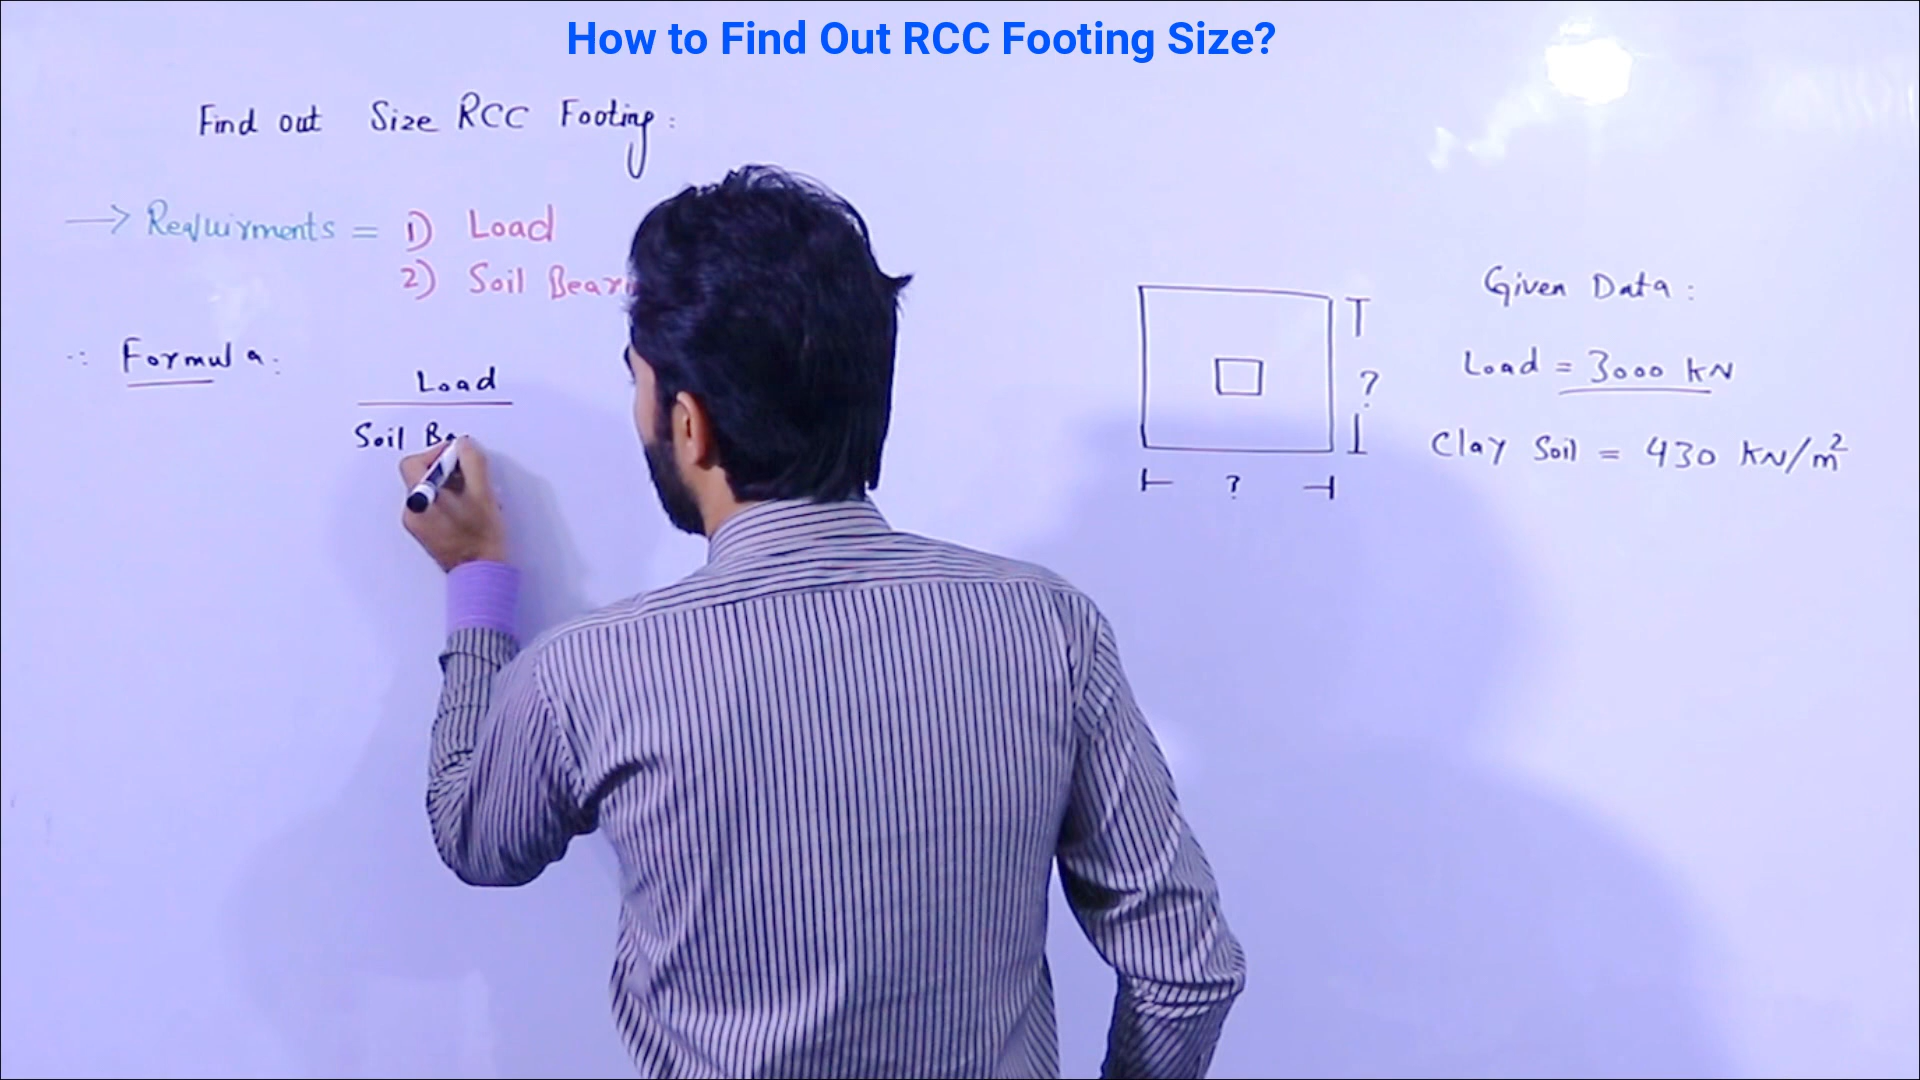 How to Find Out RCC Footing Size?
Find out Size RCC Footing:
→ Requirments = 1) Load
2) Soil
∴ Formula:
Load
Soil
?
?
Given Data:
Load = 3000 KN
Clay Soil = 430 KN/m²